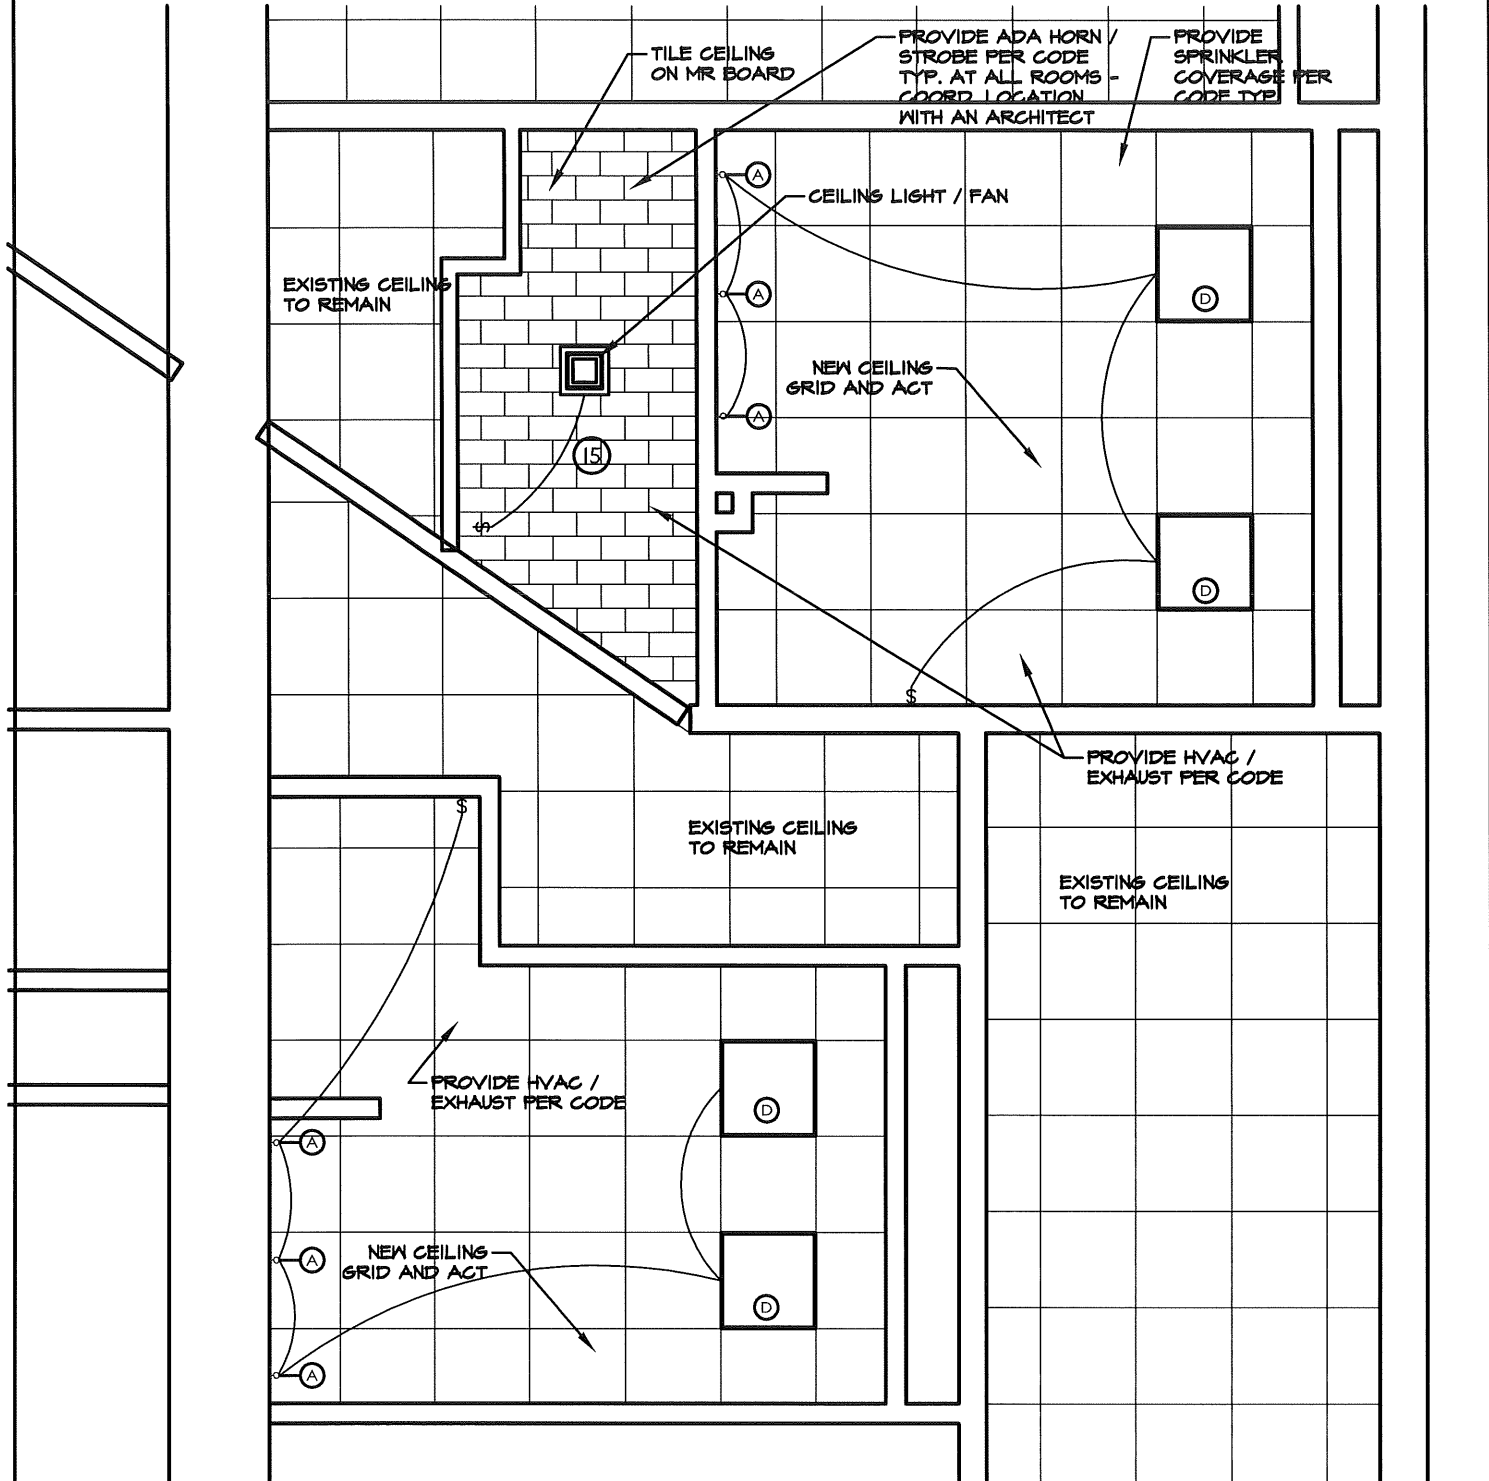 TILE CEILING
ON MR BOARD
PROVIDE ADA HORN /
STROBE PER CODE
TYP. AT ALL ROOMS -
COORD LOCATION
WITH AN ARCHITECT
PROVIDE
SPRINKLER
COVERAGE PER
CODE TYP.
A
CEILING LIGHT / FAN
EXISTING CEILING
TO REMAIN
A
D
NEW CEILING
GRID AND ACT
A
15
$
D
$
PROVIDE HVAC /
EXHAUST PER CODE
$
EXISTING CEILING
TO REMAIN
EXISTING CEILING
TO REMAIN
PROVIDE HVAC /
EXHAUST PER CODE
D
A
NEW CEILING
GRID AND ACT
A
D
A